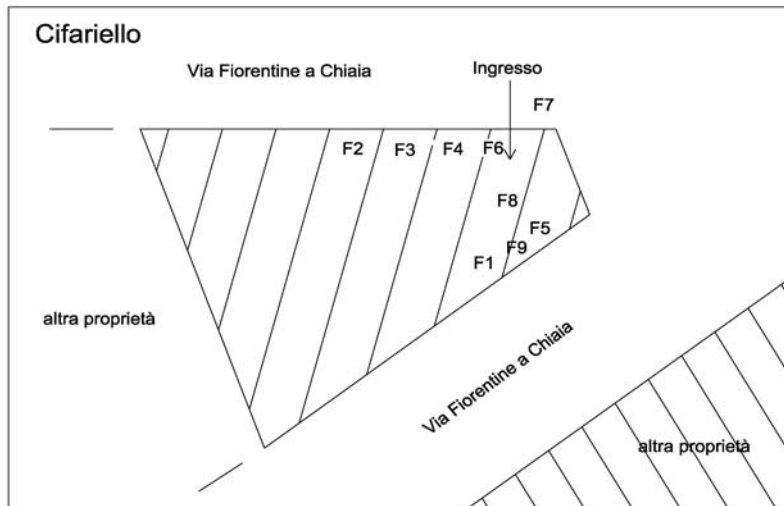 Cifariello
Via Fiorentine a Chiaia
Ingresso
F7
F2
F3
F4
F6
F8
F5
F9
F1
altra proprietà
Via Fiorentine a Chiaia
altra proprietà